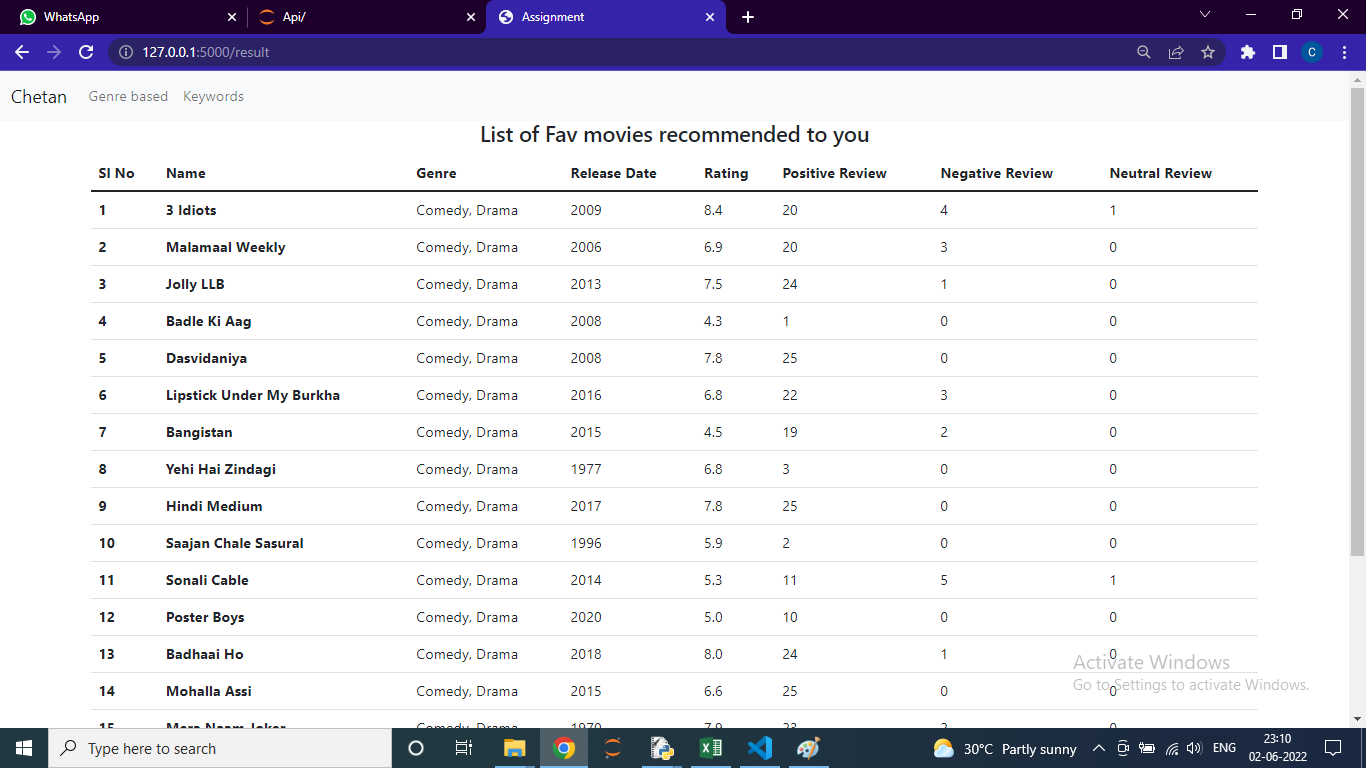 WhatsApp
Api/
Assignment
127.0.0.1:5000/result
C
Chetan Genre based Keywords
List of Fav movies recommended to you
Sl No Name Genre Release Date Rating Positive Review Negative Review Neutral Review
1 3 Idiots Comedy, Drama 2009 8.4 20 4 1
2 Malamaal Weekly Comedy, Drama 2006 6.9 20 3 0
3 Jolly LLB Comedy, Drama 2013 7.5 24 1 0
4 Badle Ki Aag Comedy, Drama 2008 4.3 1 0 0
5 Dasvidaniya Comedy, Drama 2008 7.8 25 0 0
6 Lipstick Under My Burkha Comedy, Drama 2016 6.8 22 3 0
7 Bangistan Comedy, Drama 2015 4.5 19 2 0
8 Yehi Hai Zindagi Comedy, Drama 1977 6.8 3 0 0
9 Hindi Medium Comedy, Drama 2017 7.8 25 0 0
10 Saajan Chale Sasural Comedy, Drama 1996 5.9 2 0 0
11 Sonali Cable Comedy, Drama 2014 5.3 11 5 1
12 Poster Boys Comedy, Drama 2020 5.0 10 0 0
13 Badhaai Ho Comedy, Drama 2018 8.0 24 1 0
14 Mohalla Assi Comedy, Drama 2015 6.6 25 0 0
15 Mera Naam Joker Comedy, Drama 1970
Activate Windows
Go to Settings to activate Windows.
Type here to search
30°C Partly sunny
ENG
23:10
02-06-2022